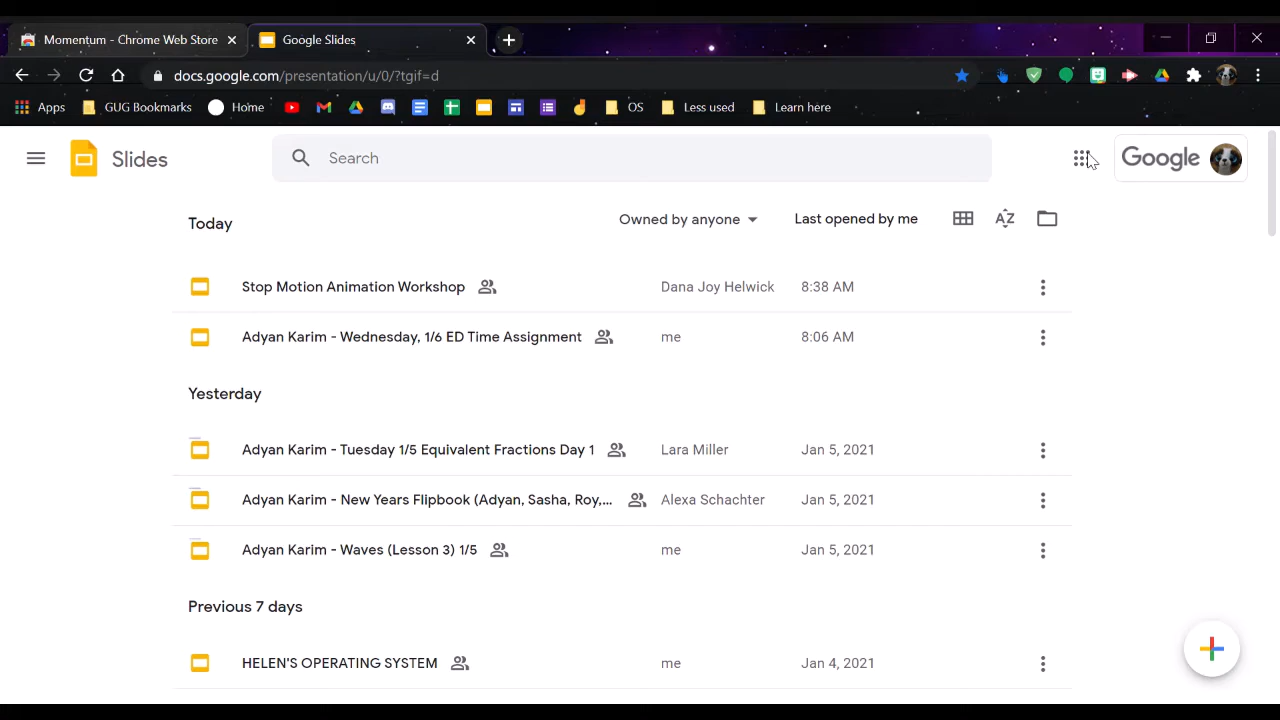 Momentum - Chrome Web Store
Google Slides
docs.google.com/presentation/u/0/?tgif=d
Apps GUG Bookmarks Home OS Less used Learn here
Slides Search Google
Today Owned by anyone Last opened by me AZ
Stop Motion Animation Workshop Dana Joy Helwick 8:38 AM
Adyan Karim - Wednesday, 1/6 ED Time Assignment me 8:06 AM
Yesterday
Adyan Karim - Tuesday 1/5 Equivalent Fractions Day 1 Lara Miller Jan 5, 2021
Adyan Karim - New Years Flipbook (Adyan, Sasha, Roy,... Alexa Schachter Jan 5, 2021
Adyan Karim - Waves (Lesson 3) 1/5 me Jan 5, 2021
Previous 7 days
HELEN'S OPERATING SYSTEM me Jan 4, 2021